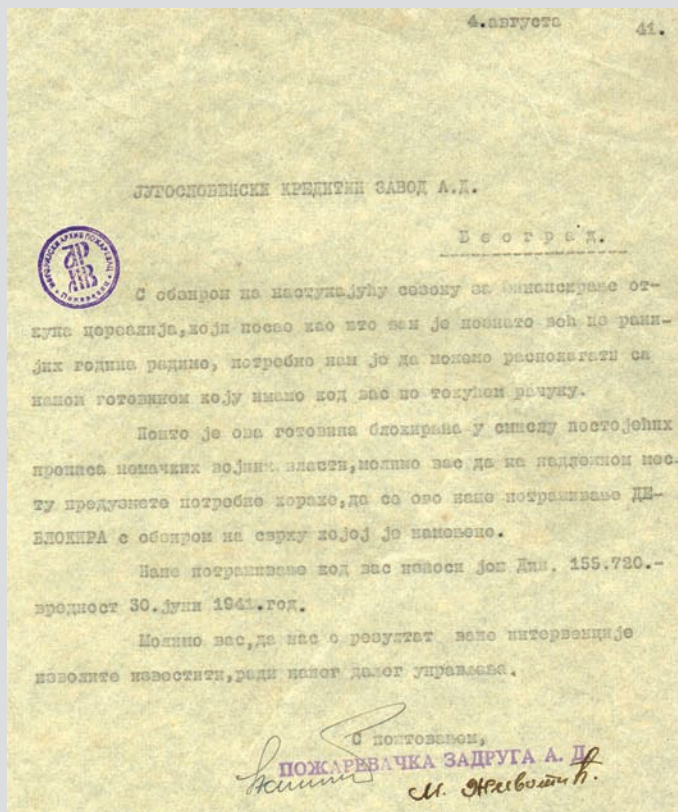 4.августа 41.
ЈУГОСЛОВЕНСКИ КРЕДИТНИ ЗАВОД А.Д.
Београд.
С обзиром на наступајућу сезону за финансирање от-
купа цереалија,који посао као што вам је познато већ из рани-
јих година радимо, потребно нам је да можемо располагати са
нашом готовином коју имамо код вас по текућем рачуну.
Пошто је ова готовина блокирана у смислу постојећих
прописа немачких војних власти,молимо вас да на надлежном мес-
ту предузмете потребне кораке,да се ово наше потраживање ДЕ-
БЛОКИРА с обзиром на сврху којој је намењено.
Наше потраживање код вас износи још Дин. 155.720.-
вредност 30.јуни 1941.год.
Молимо вас,да нас о резултат ваше интервенције
изволите известити,ради нашег даљег управљања.
С поштовањем,
ПОЖАРЕВАЧКА ЗАДРУГА А. Д.
М. Животић.